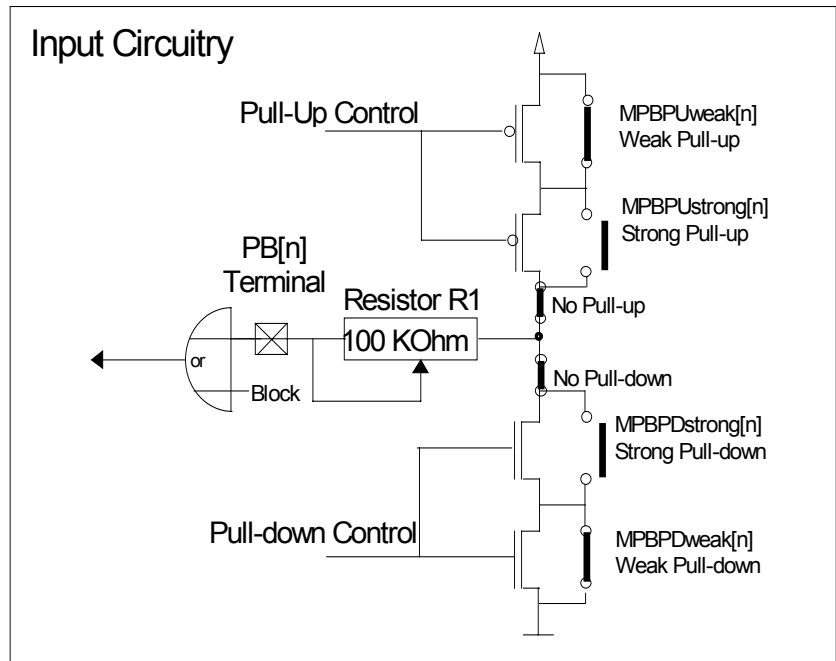 Input Circuitry
Pull-Up Control
MPBPUweak[n]
Weak Pull-up
MPBPUstrong[n]
Strong Pull-up
PB[n]
Terminal
Resistor R1
100 KOhm
No Pull-up
or
Block
No Pull-down
MPBPDstrong[n]
Strong Pull-down
Pull-down Control
MPBPDweak[n]
Weak Pull-down